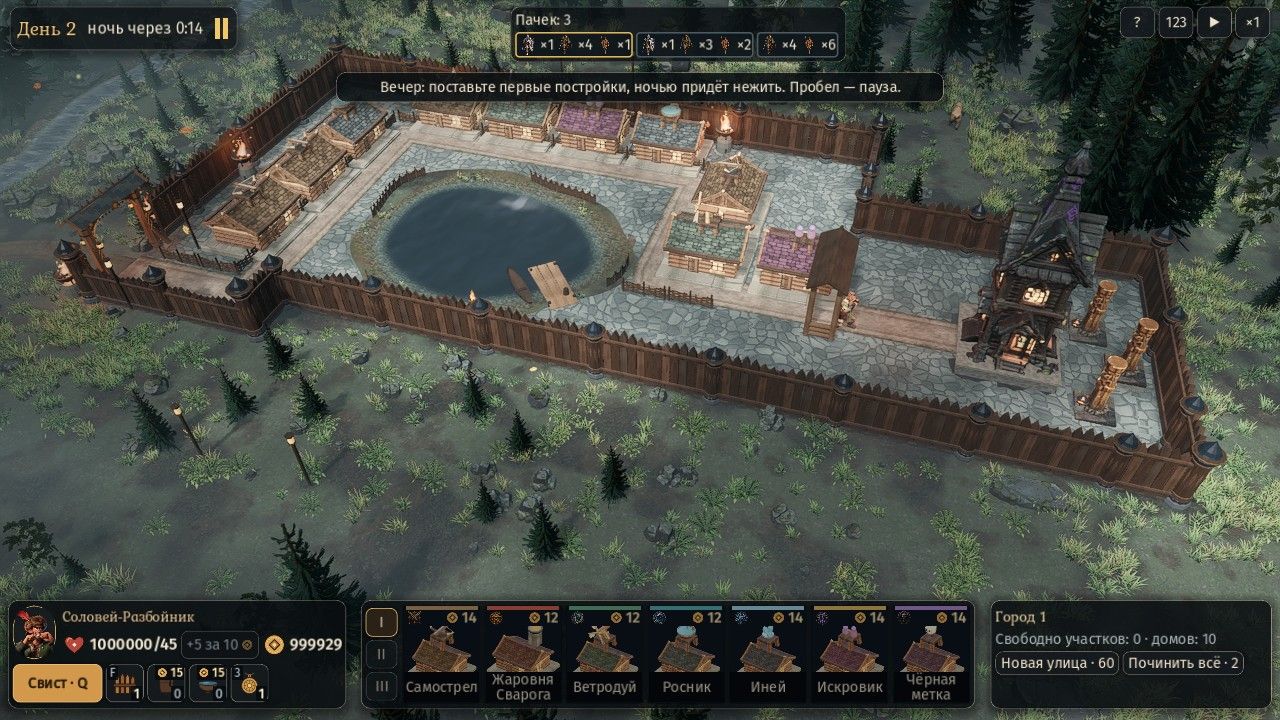 День 2 ночь через 0:14
Пачек: 3
×1 ×4 ×1 ×1 ×3 ×2 ×4 ×6
? 123 ×1
Вечер: поставьте первые постройки, ночью придёт нежить. Пробел — пауза.
Соловей-Разбойник
1000000/45 +5 за 10 999929
Свист · Q
F 1
15 0
15 0
3 1
I
II
III
14 Самострел
12 Жаровня Сварога
12 Ветродуй
12 Росник
14 Иней
14 Искровик
14 Чёрная метка
Город 1
Свободно участков: 0 · домов: 10
Новая улица · 60 Починить всё · 2